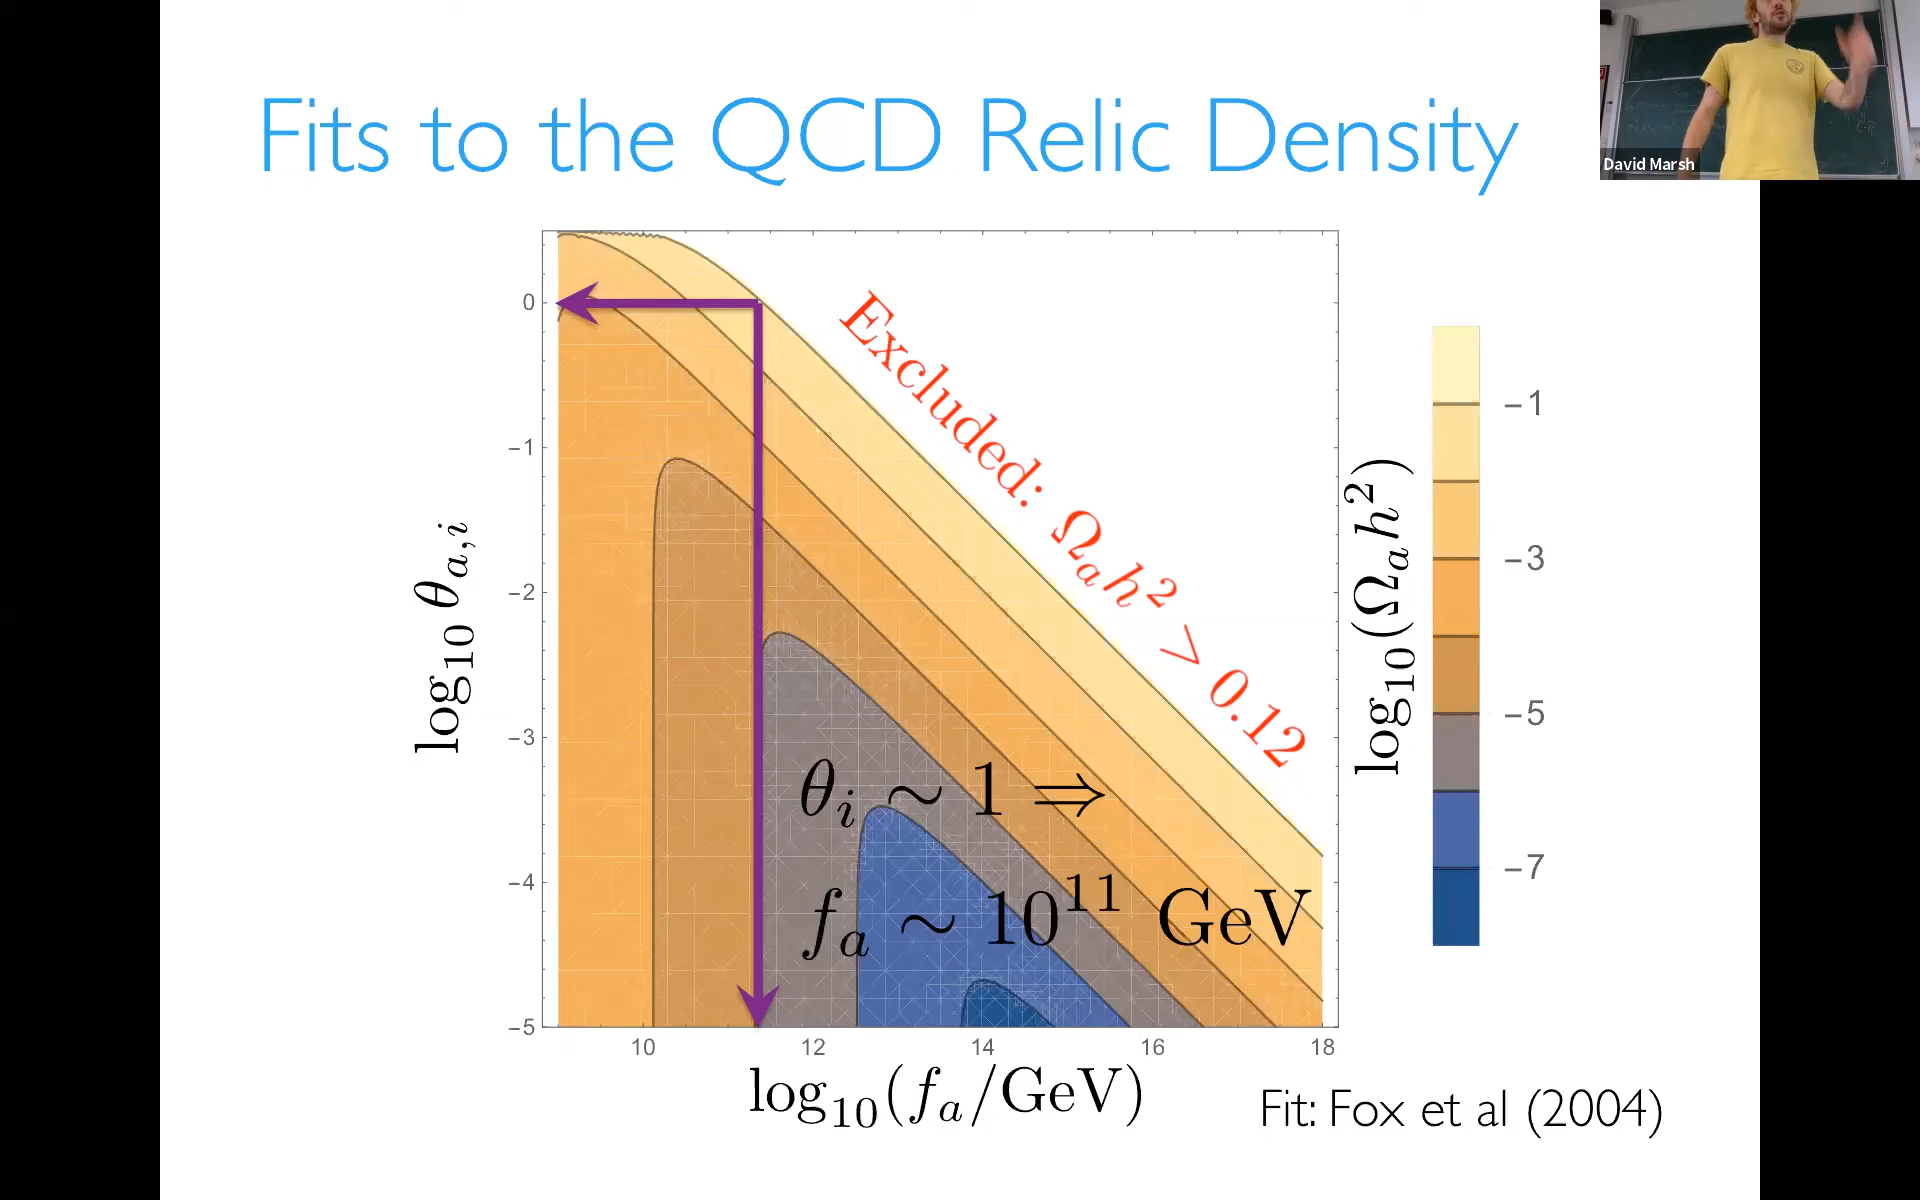 Fits to the QCD Relic Density
David Marsh
Excluded: Ω_a h² > 0.12
0
−1
−2
−3
−4
−5
log₁₀ θ_{a,i}
θ_i ∼ 1 ⇒
f_a ∼ 10¹¹ GeV
10
12
14
16
18
log₁₀(f_a/GeV)
−1
−3
−5
−7
log₁₀(Ω_a h²)
Fit: Fox et al (2004)